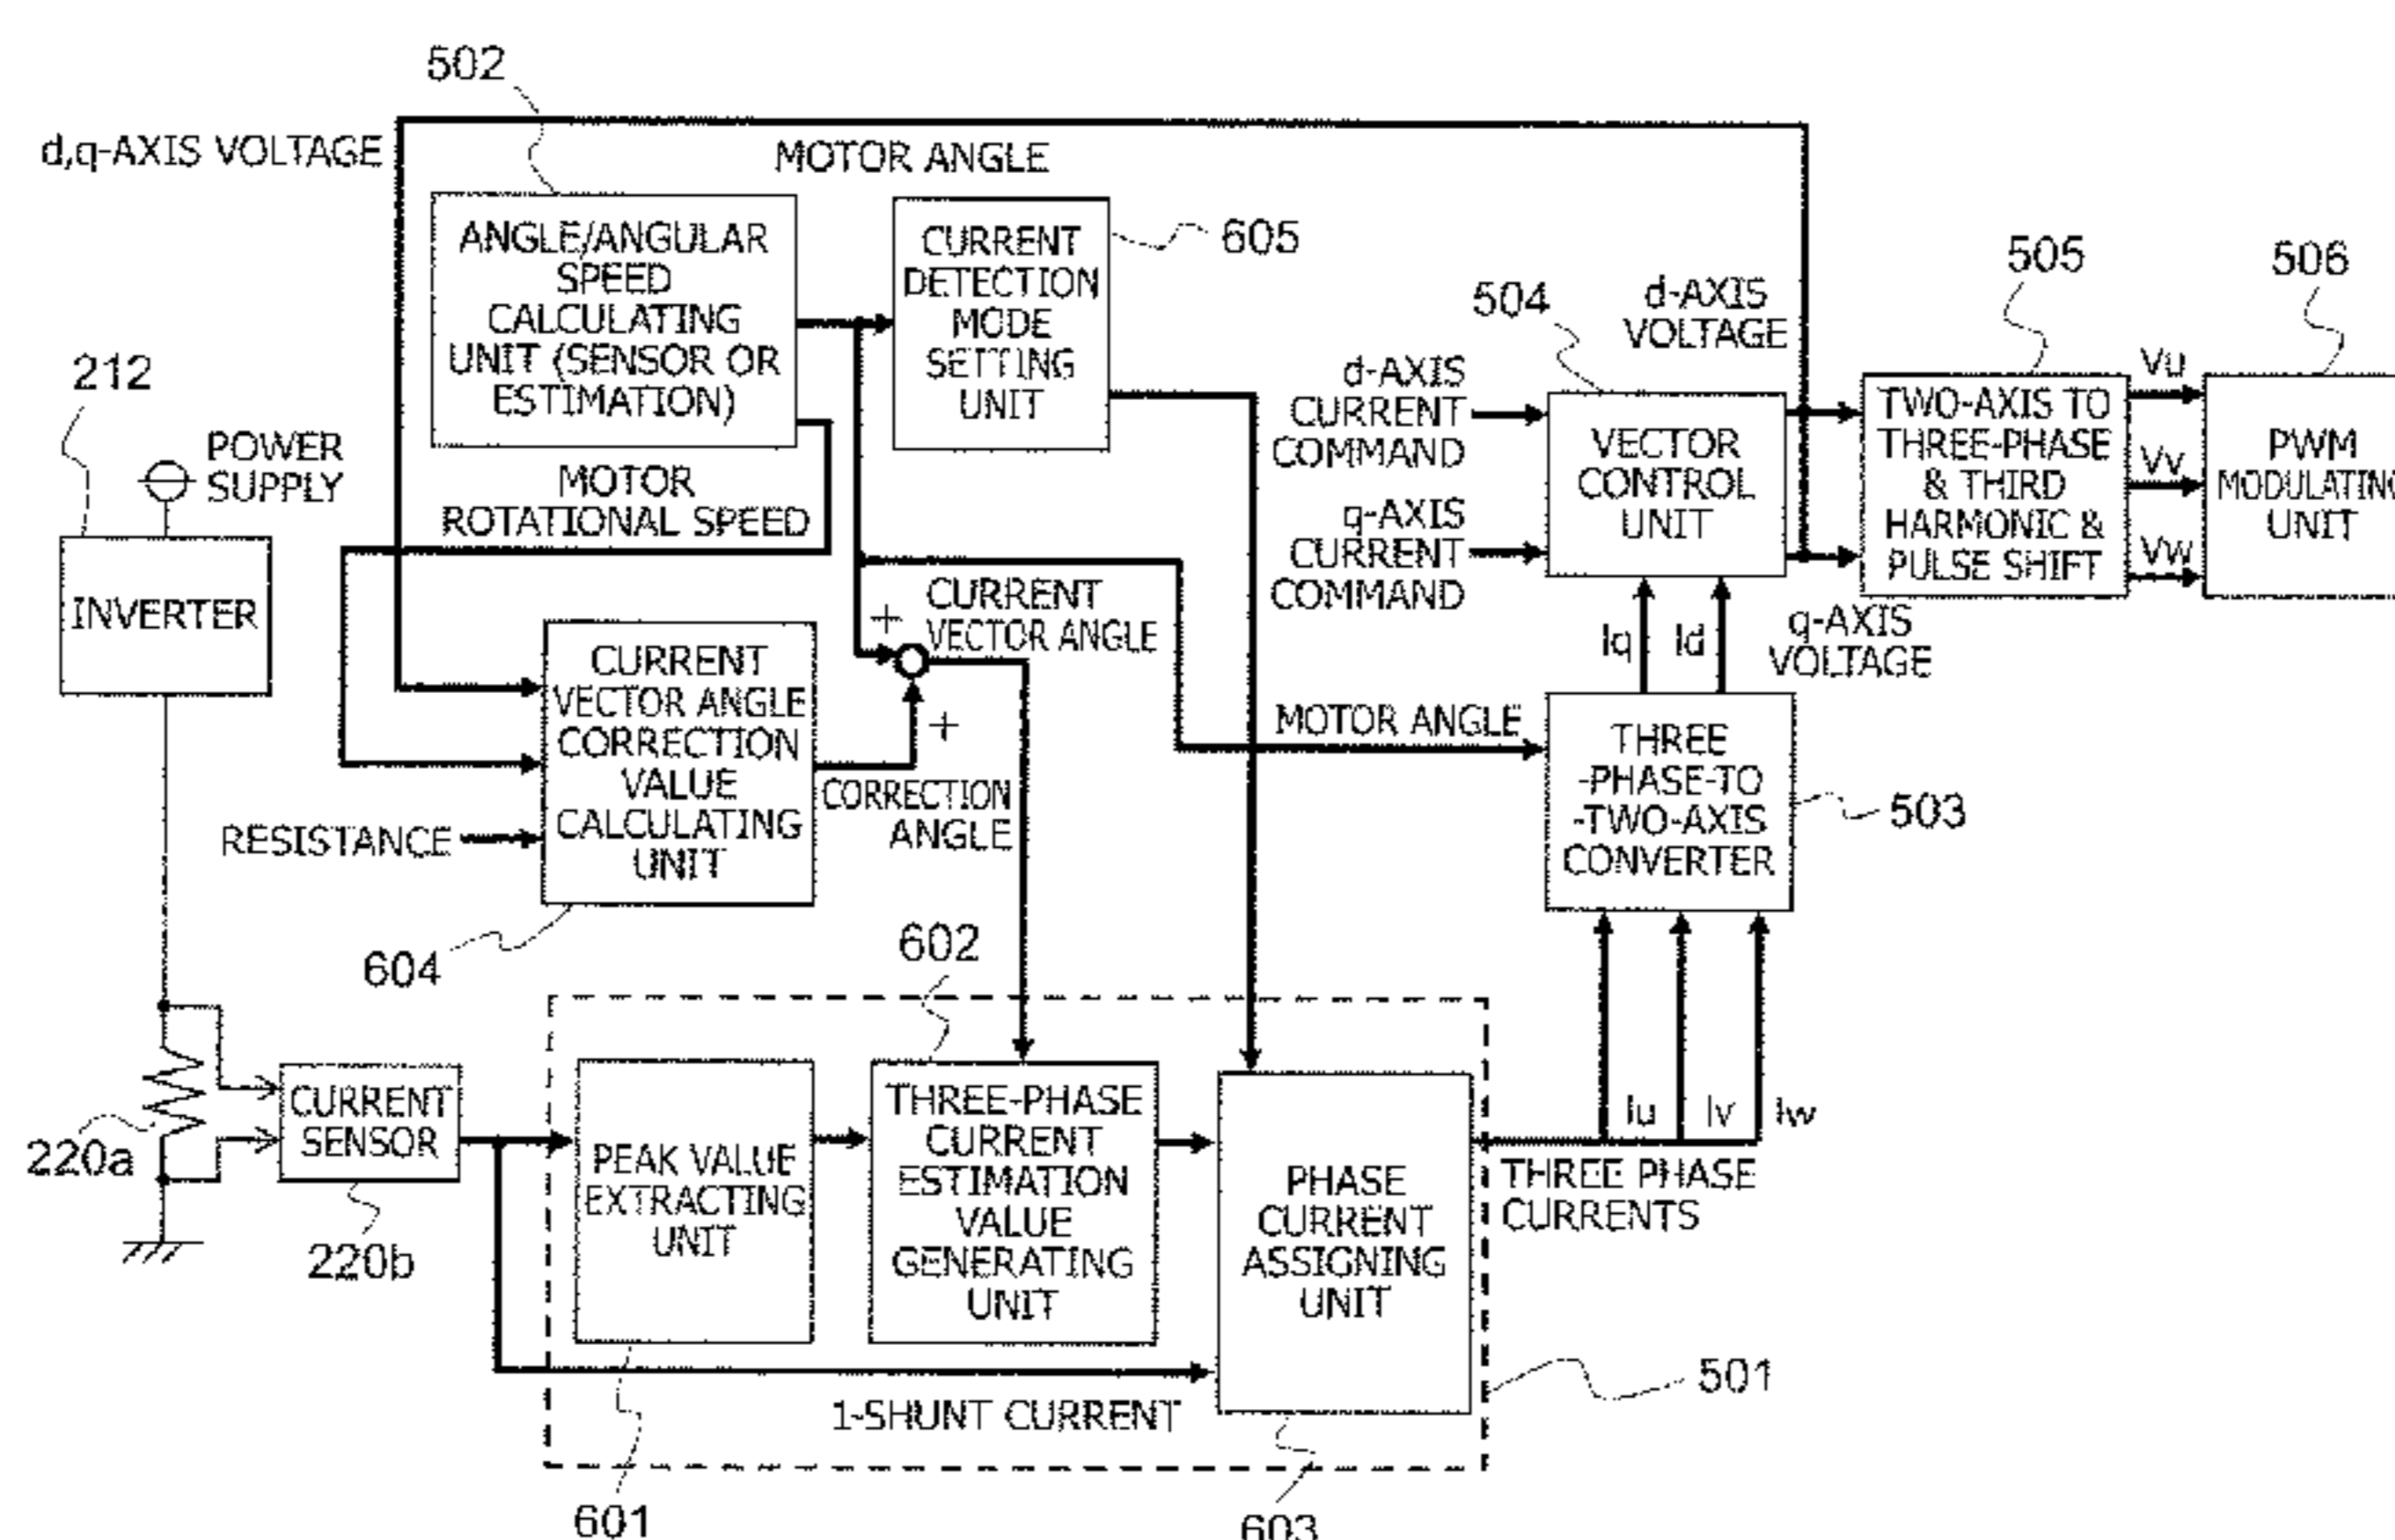 502
d,q-AXIS VOLTAGE
MOTOR ANGLE
ANGLE/ANGULAR
SPEED
CALCULATING
UNIT (SENSOR OR
ESTIMATION)
CURRENT
DETECTION
MODE
SETTING
UNIT
605
212
POWER
SUPPLY
INVERTER
MOTOR
ROTATIONAL SPEED
504
d-AXIS
VOLTAGE
505
506
d-AXIS
CURRENT
COMMAND
q-AXIS
CURRENT
COMMAND
VECTOR
CONTROL
UNIT
TWO-AXIS TO
THREE-PHASE
& THIRD
HARMONIC &
PULSE SHIFT
Vu
Vv
Vw
PWM
MODULATING
UNIT
Iq
Id
q-AXIS
VOLTAGE
+
CURRENT
VECTOR ANGLE
+
CURRENT
VECTOR ANGLE
CORRECTION
VALUE
CALCULATING
UNIT
RESISTANCE
CORRECTION
ANGLE
604
MOTOR ANGLE
THREE
-PHASE-TO
-TWO-AXIS
CONVERTER
503
602
220a
CURRENT
SENSOR
220b
PEAK VALUE
EXTRACTING
UNIT
THREE-PHASE
CURRENT
ESTIMATION
VALUE
GENERATING
UNIT
PHASE
CURRENT
ASSIGNING
UNIT
Iu
Iv
Iw
THREE PHASE
CURRENTS
1-SHUNT CURRENT
501
601
603